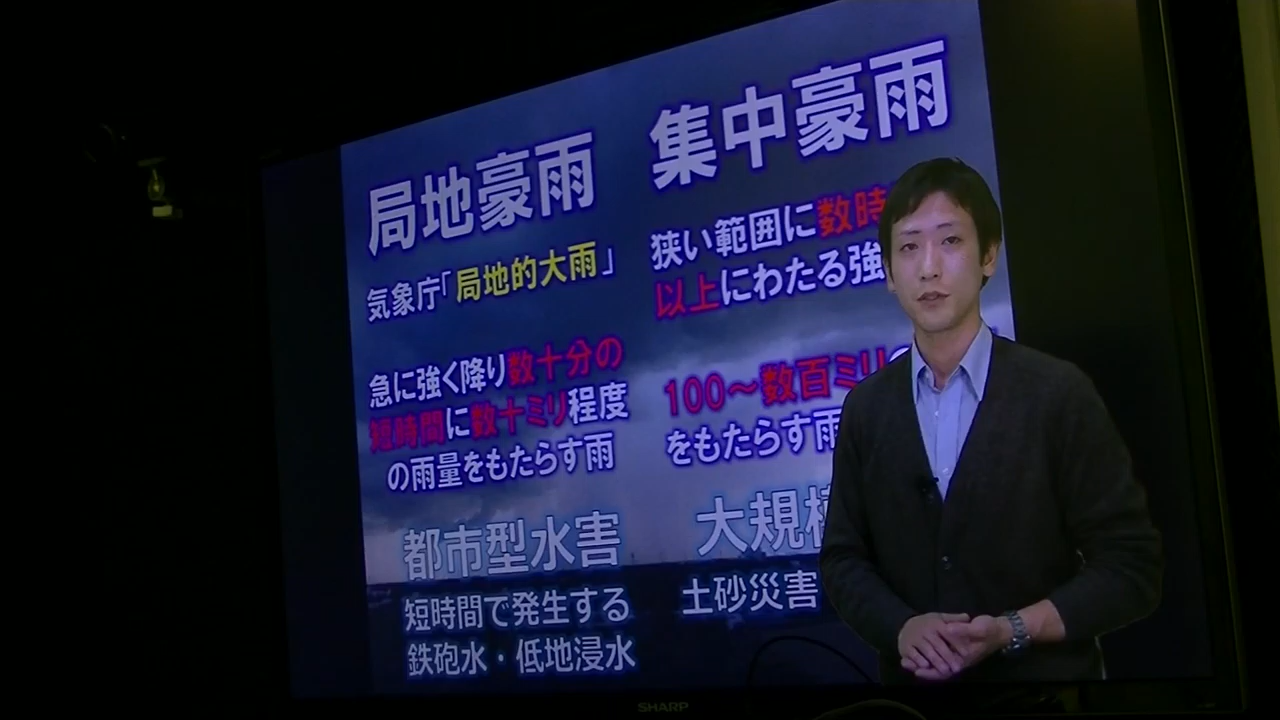 局地豪雨
気象庁「局地的大雨」
急に強く降り数十分の
短時間に数十ミリ程度
の雨量をもたらす雨
都市型水害
短時間で発生する
鉄砲水・低地浸水
集中豪雨
狭い範囲に数時
以上にわたる強
100～数百ミリの
をもたらす雨
大規模
土砂災害
SHARP